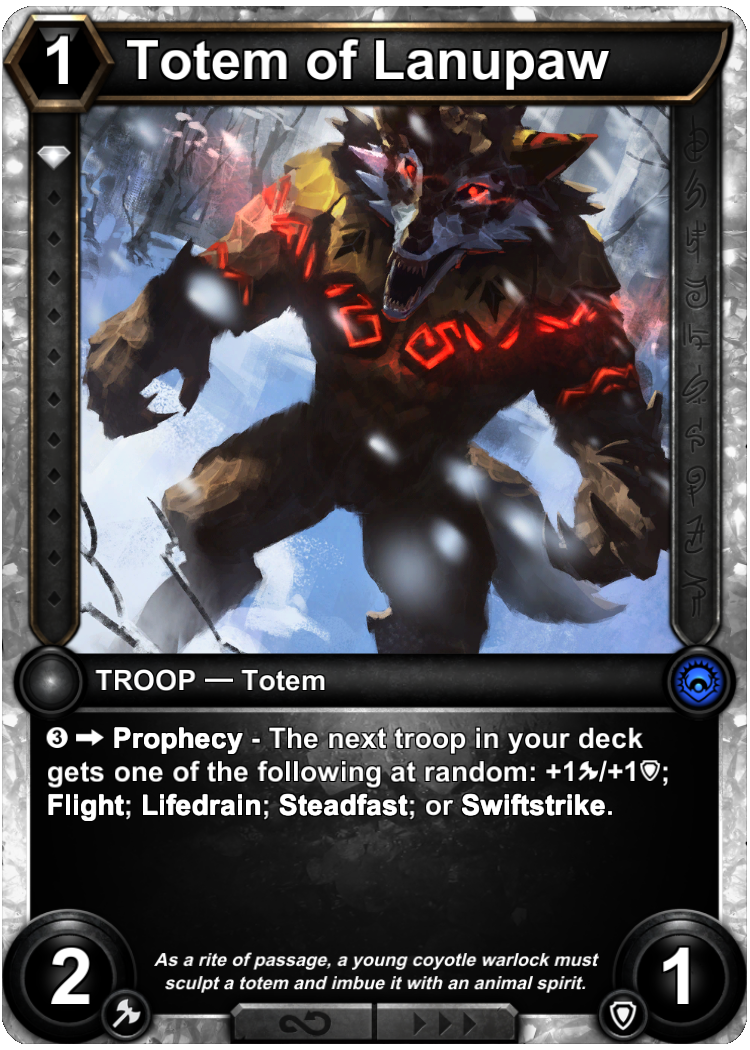 1 Totem of Lanupaw
TROOP — Totem
3 ➡ Prophecy - The next troop in your deck
gets one of the following at random: +1/+1;
Flight; Lifedrain; Steadfast; or Swiftstrike.
As a rite of passage, a young coyotle warlock must
sculpt a totem and imbue it with an animal spirit.
2 1